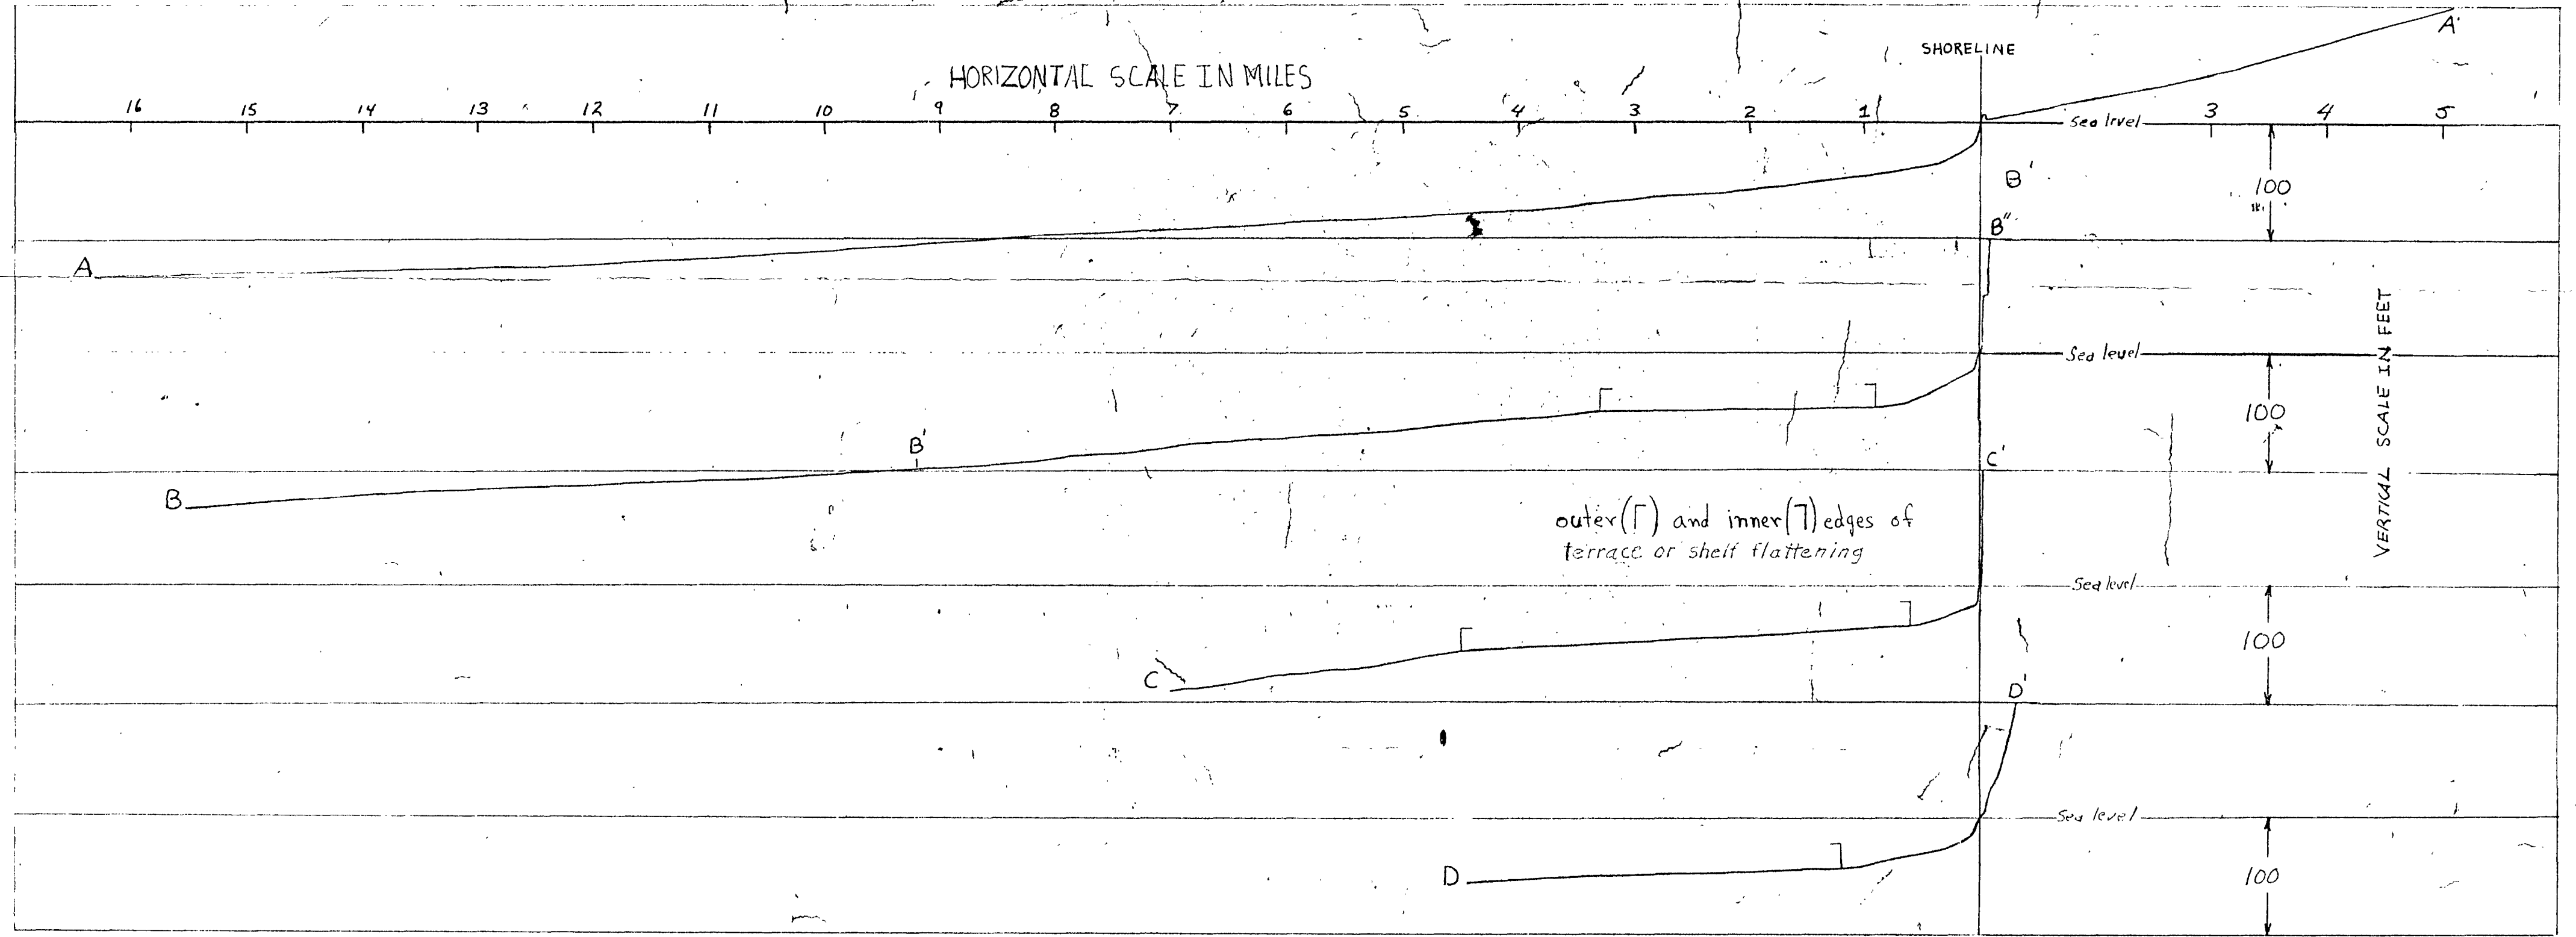 A'
SHORELINE
HORIZONTAL SCALE IN MILES
16 15 14 13 12 11 10 9 8 7 6 5 4 3 2 1 Sea level 3 4 5
B'
100
B"
A
Sea level
VERTICAL SCALE IN FEET
100
B'
C'
B
outer(Γ) and inner(ꓶ) edges of
terrace or shelf flattening
Sea level
100
C
D'
Sea level
D
100